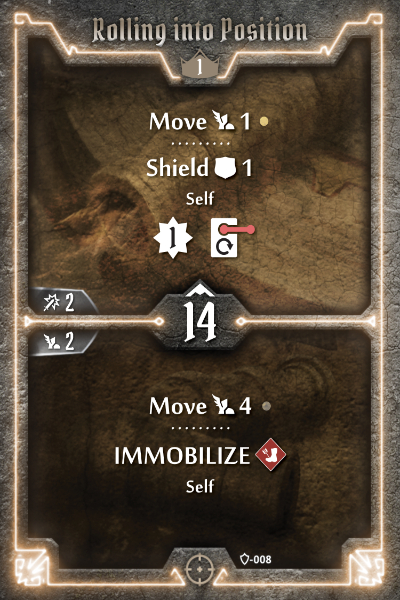 Rolling into Position
1
Move 1
Shield 1
Self
1
2
14
2
Move 4
IMMOBILIZE
Self
-008